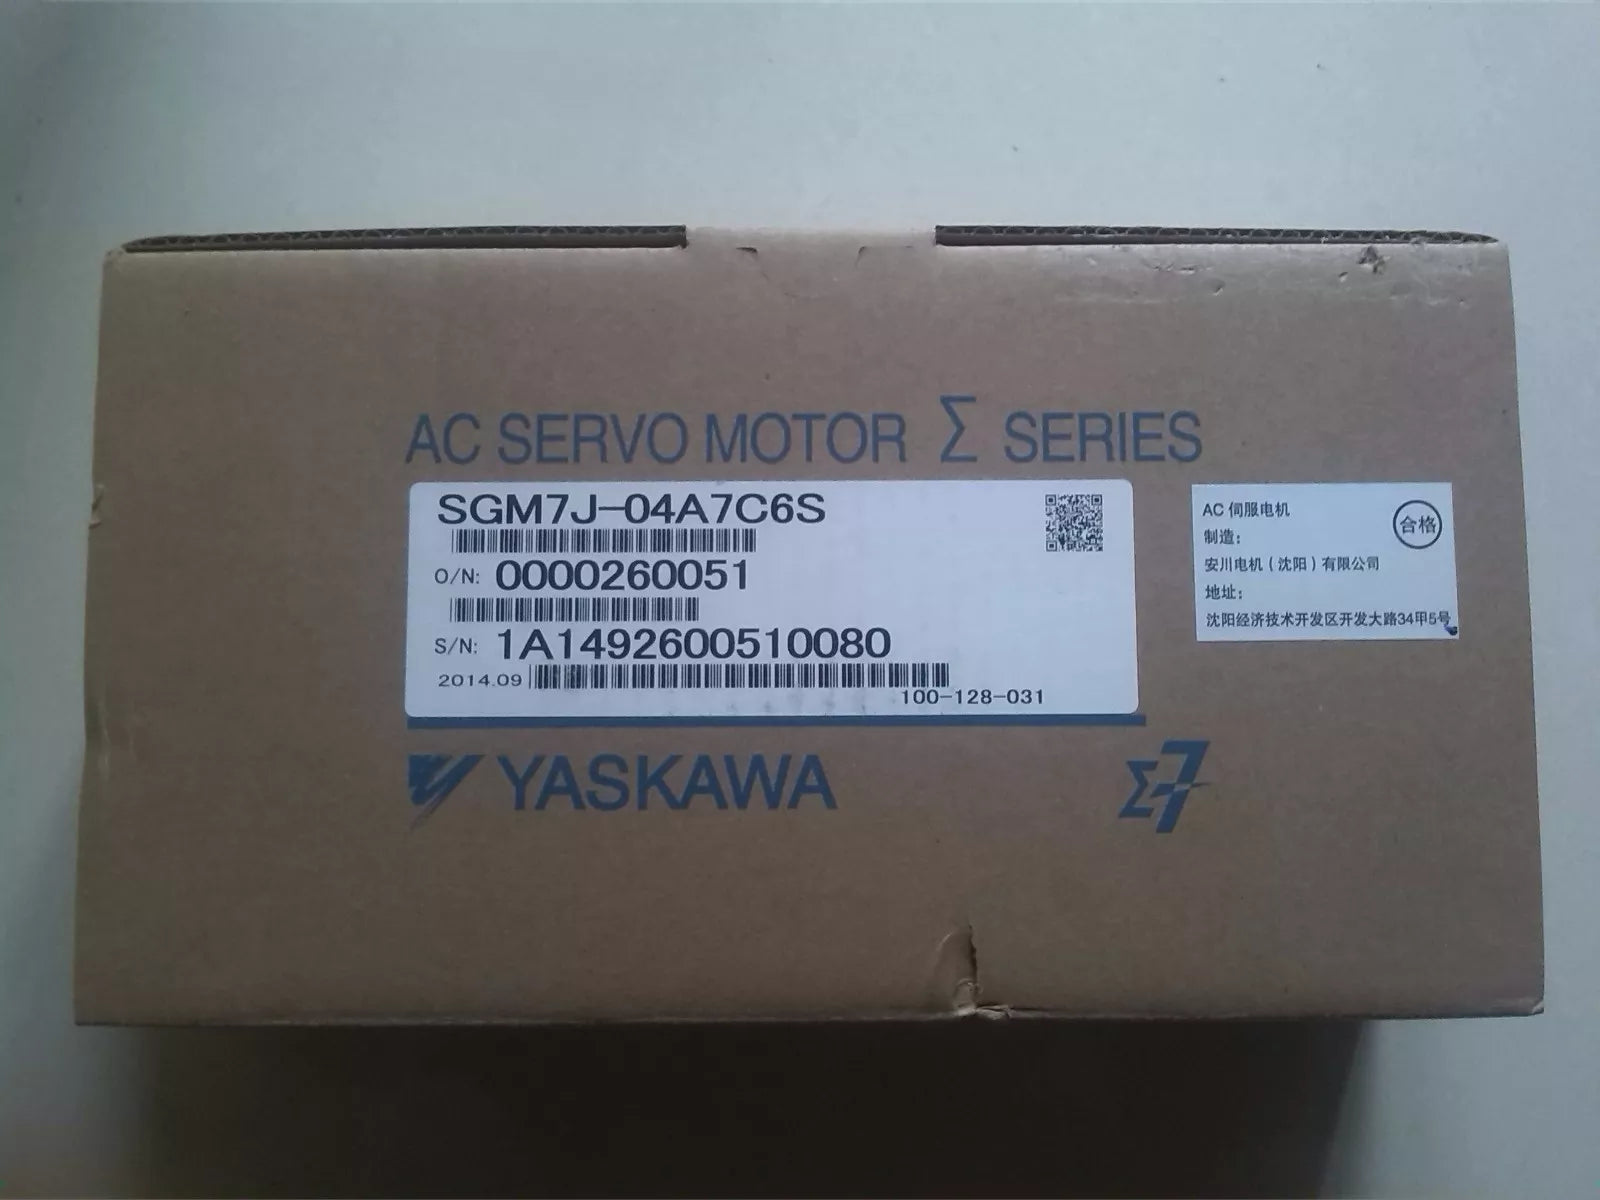 AC SERVO MOTOR Σ SERIES
SGM7J-04A7C6S
O/N: 0000260051
S/N: 1A1492600510080
2014.09
100-128-031
AC 伺服电机
合格
制造：
安川电机（沈阳）有限公司
地址：
沈阳经济技术开发区开发大路34甲5号
YASKAWA
Σ-7